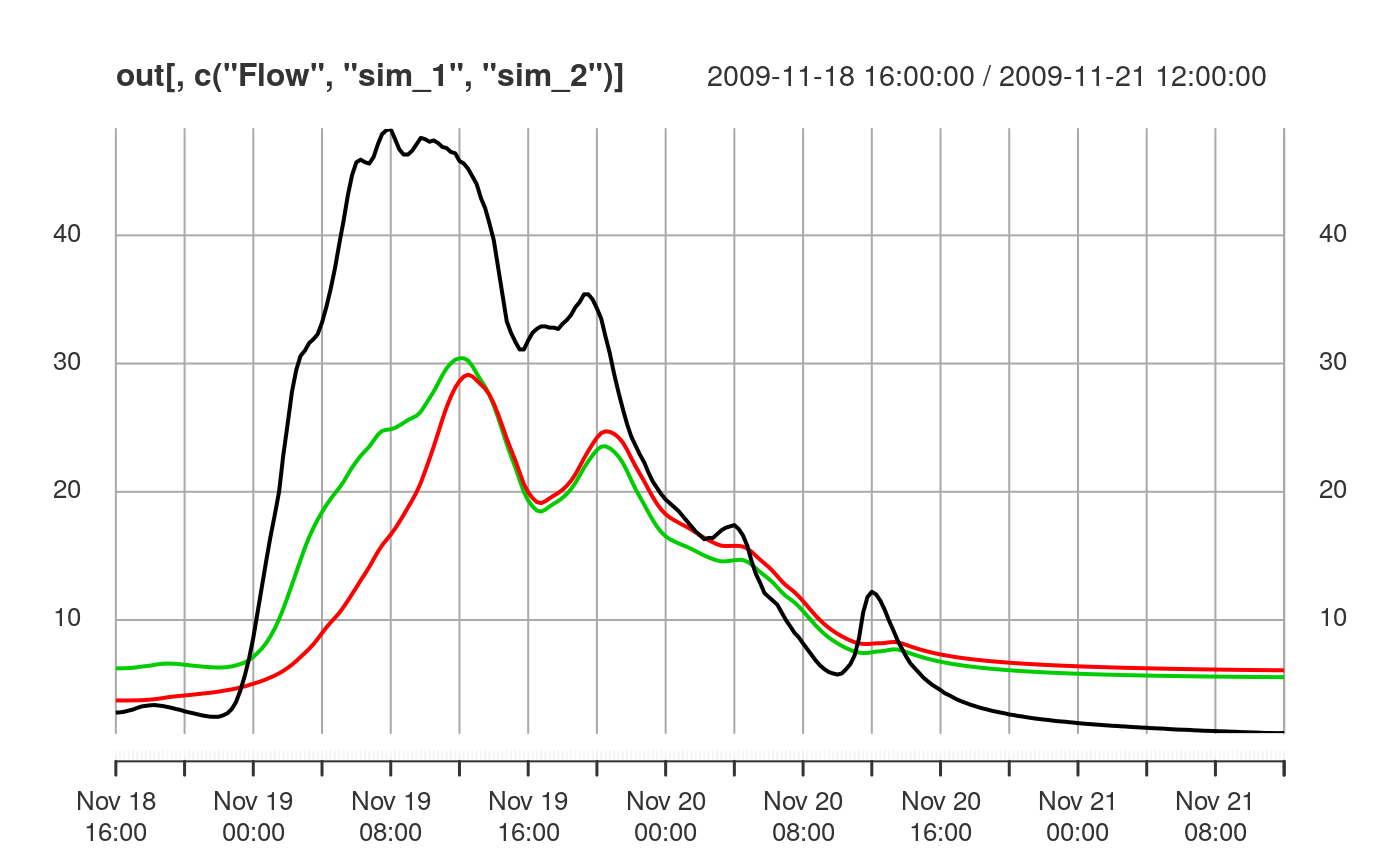 out[, c("Flow", "sim_1", "sim_2")] 2009-11-18 16:00:00 / 2009-11-21 12:00:00
40 40
30 30
20 20
10 10
Nov 18 Nov 19 Nov 19 Nov 19 Nov 20 Nov 20 Nov 20 Nov 21 Nov 21
16:00 00:00 08:00 16:00 00:00 08:00 16:00 00:00 08:00